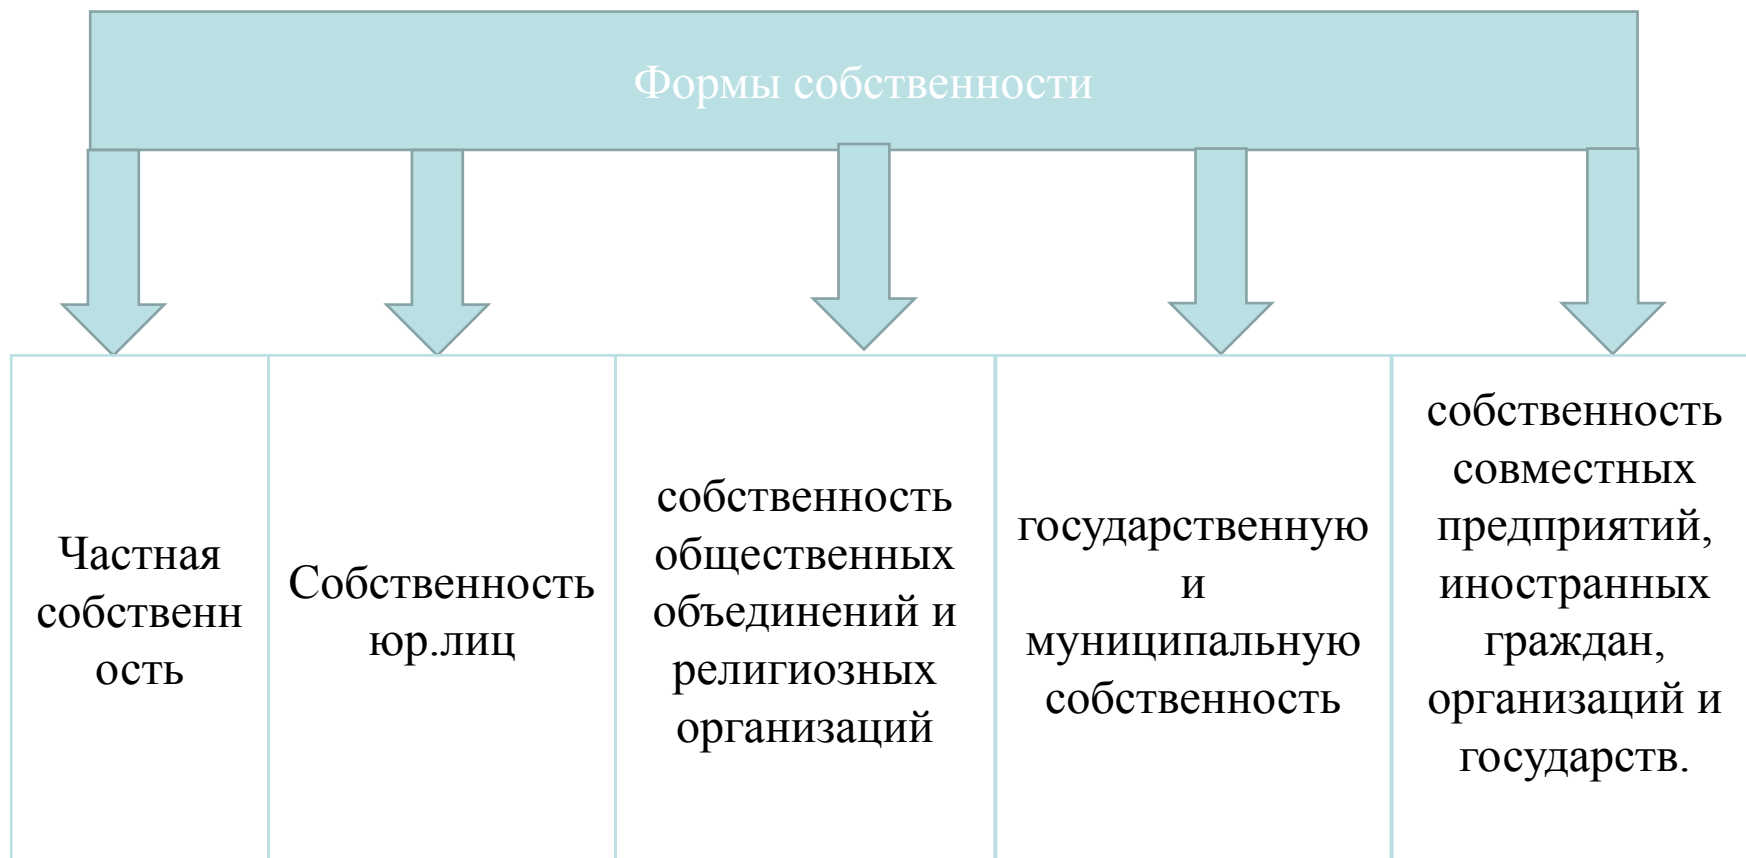 Формы собственности
Частная
собственн
ость
Собственность
юр.лиц
собственность
общественных
объединений и
религиозных
организаций
государственную
и
муниципальную
собственность
собственность
совместных
предприятий,
иностранных
граждан,
организаций и
государств.